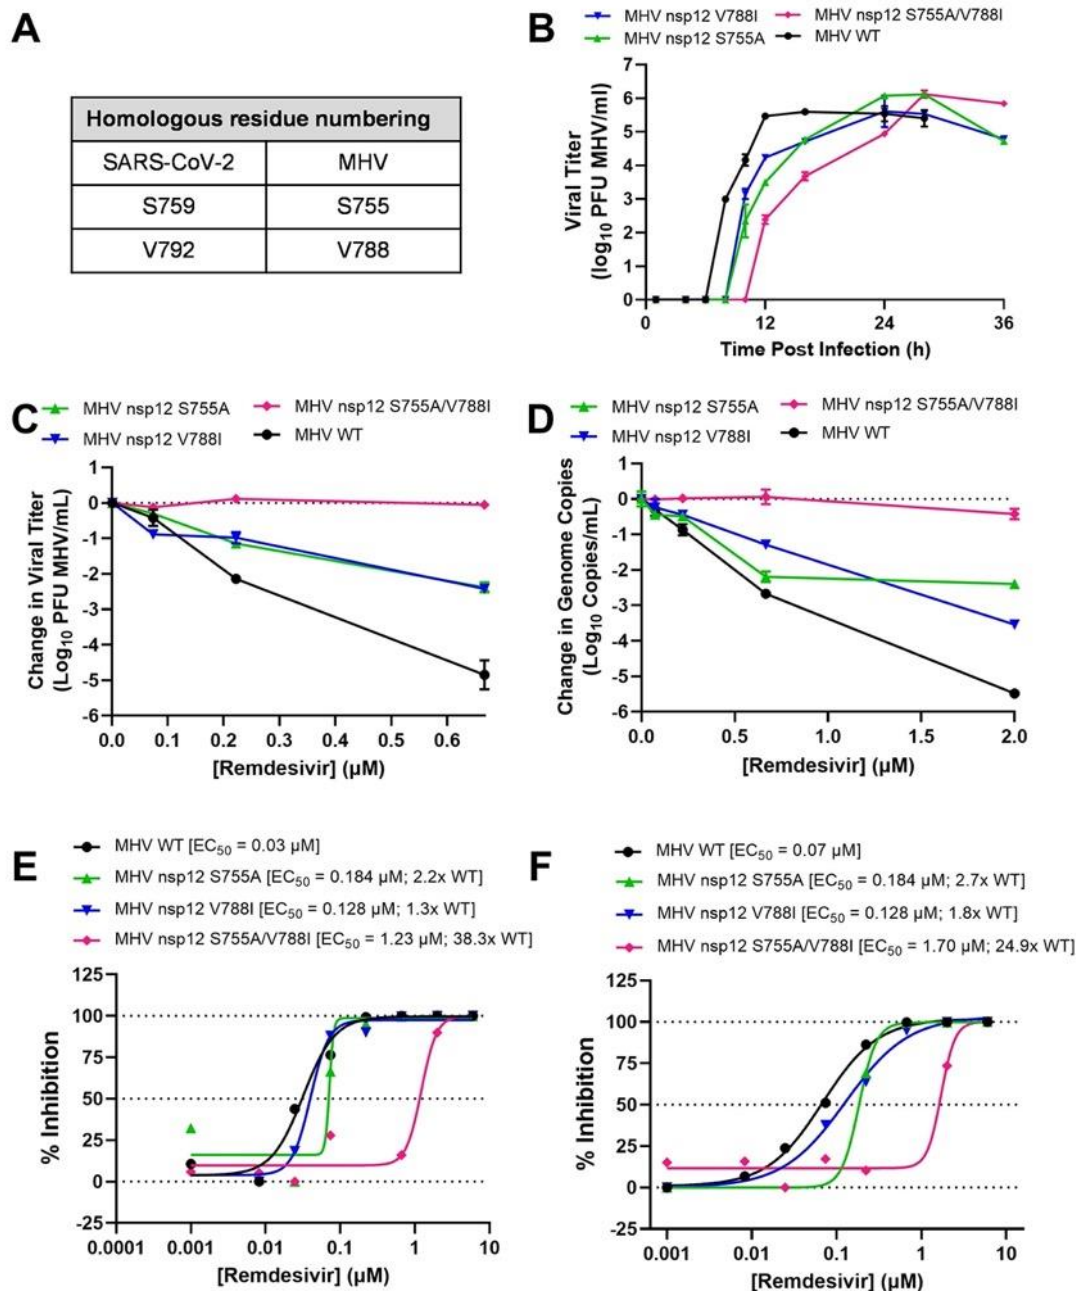 A
Homologous residue numbering
SARS-CoV-2 MHV
S759 S755
V792 V788
B
MHV nsp12 V788I
MHV nsp12 S755A/V788I
MHV nsp12 S755A
MHV WT
Viral Titer
(log10 PFU MHV/ml)
7
6
5
4
3
2
1
0
0 12 24 36
Time Post Infection (h)
C
MHV nsp12 S755A
MHV nsp12 S755A/V788I
MHV nsp12 V788I
MHV WT
Change in Viral Titer
(Log10 PFU MHV/mL)
1
0
-1
-2
-3
-4
-5
-6
0.0 0.1 0.2 0.3 0.4 0.5 0.6
[Remdesivir] (µM)
D
MHV nsp12 S755A
MHV nsp12 S755A/V788I
MHV nsp12 V788I
MHV WT
Change in Genome Copies
(Log10 Copies/mL)
1
0
-1
-2
-3
-4
-5
-6
0.0 0.5 1.0 1.5 2.0
[Remdesivir] (µM)
E
MHV WT [EC50 = 0.03 µM]
MHV nsp12 S755A [EC50 = 0.184 µM; 2.2x WT]
MHV nsp12 V788I [EC50 = 0.128 µM; 1.3x WT]
MHV nsp12 S755A/V788I [EC50 = 1.23 µM; 38.3x WT]
% Inhibition
125
100
75
50
25
0
-25
0.0001 0.001 0.01 0.1 1 10
[Remdesivir] (µM)
F
MHV WT [EC50 = 0.07 µM]
MHV nsp12 S755A [EC50 = 0.184 µM; 2.7x WT]
MHV nsp12 V788I [EC50 = 0.128 µM; 1.8x WT]
MHV nsp12 S755A/V788I [EC50 = 1.70 µM; 24.9x WT]
% Inhibition
125
100
75
50
25
0
-25
0.001 0.01 0.1 1 10
[Remdesivir] (µM)